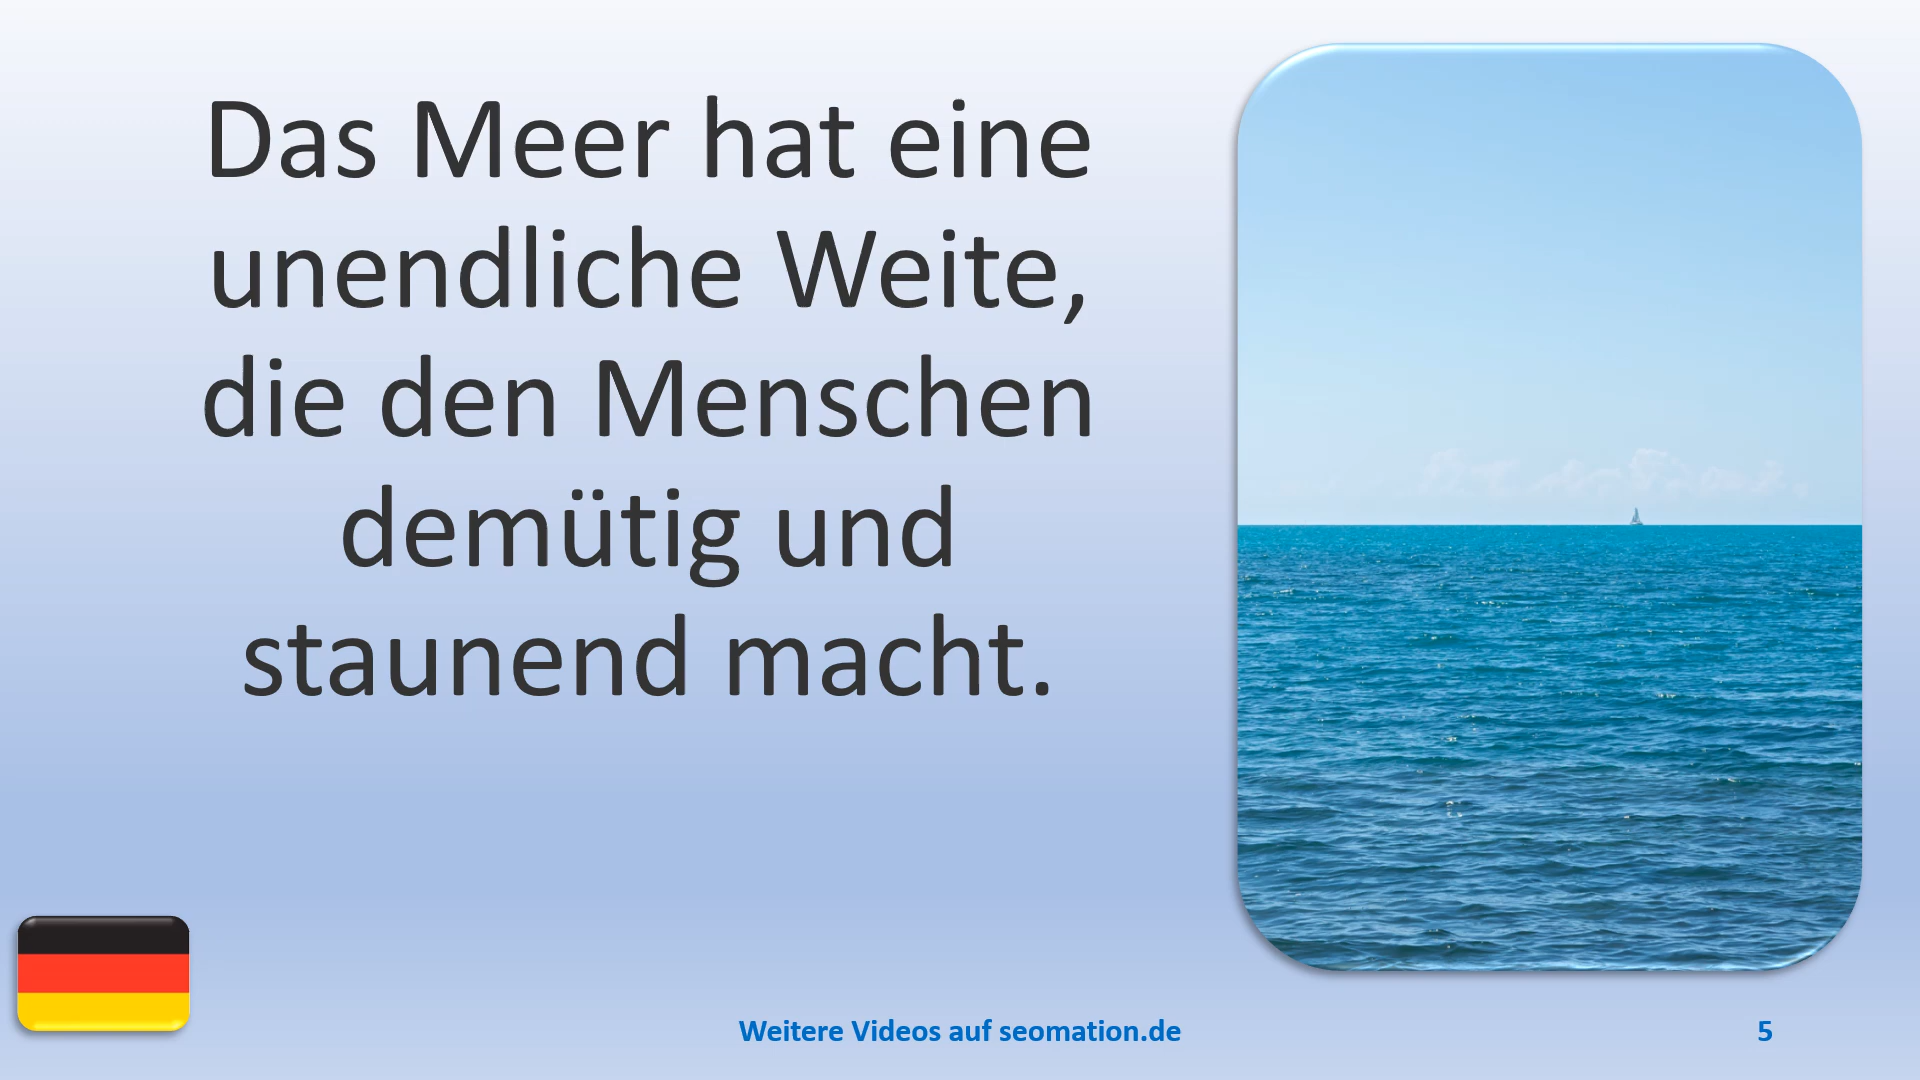 Das Meer hat eine
unendliche Weite,
die den Menschen
demütig und
staunend macht.
Weitere Videos auf seomation.de
5